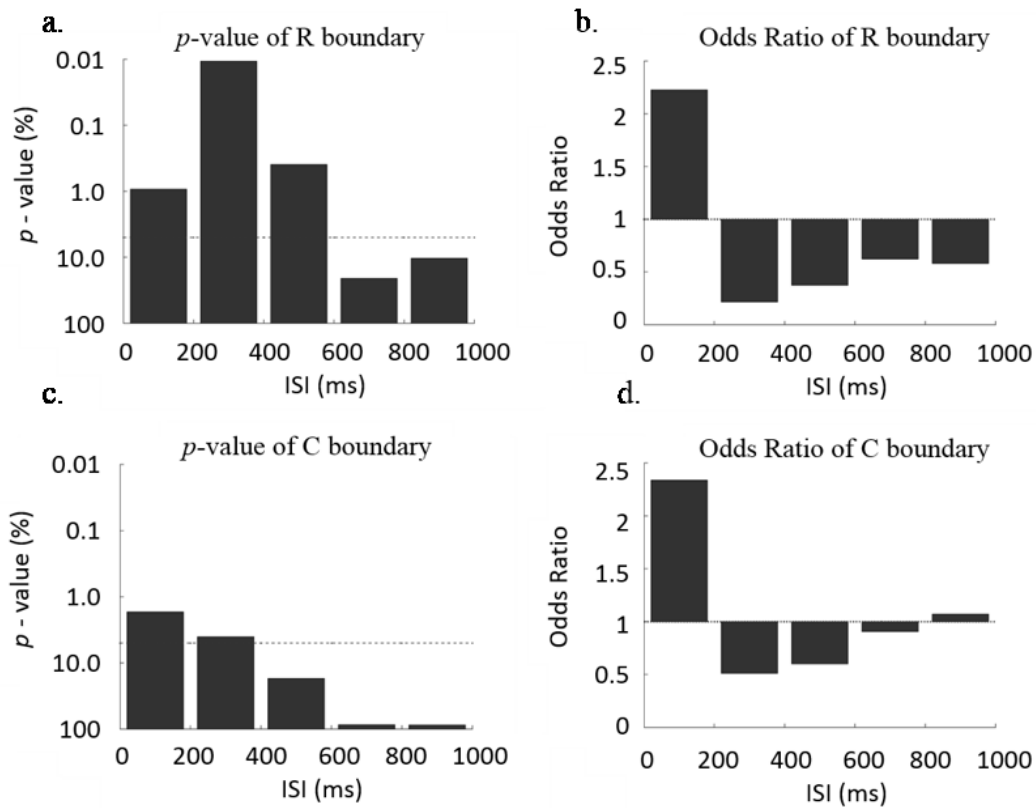 a.
p-value of R boundary
0.01
0.1
1.0
10.0
100
p - value (%)
0 200 400 600 800 1000
ISI (ms)
b.
Odds Ratio of R boundary
2.5
2
1.5
1
0.5
0
Odds Ratio
0 200 400 600 800 1000
ISI (ms)
c.
p-value of C boundary
0.01
0.1
1.0
10.0
100
p - value (%)
0 200 400 600 800 1000
ISI (ms)
d.
Odds Ratio of C boundary
2.5
2
1.5
1
0.5
0
Odds Ratio
0 200 400 600 800 1000
ISI (ms)